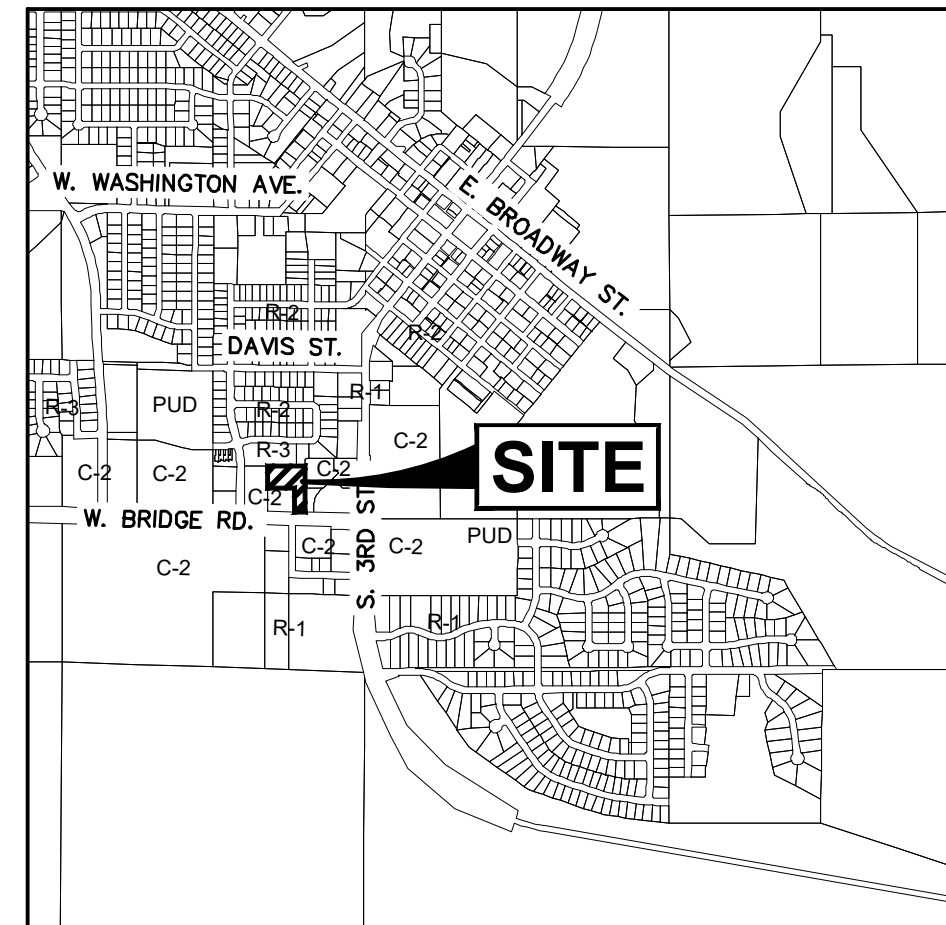 W. WASHINGTON AVE.
E. BROADWAY ST.
R-2
R-2
DAVIS ST.
R-1
R-3
PUD
R-2
C-2
R-3
SITE
C-2
C-2
C-2
C-2
W. BRIDGE RD.
S. 3RD ST
PUD
C-2
C-2
C-2
R-1
R-1